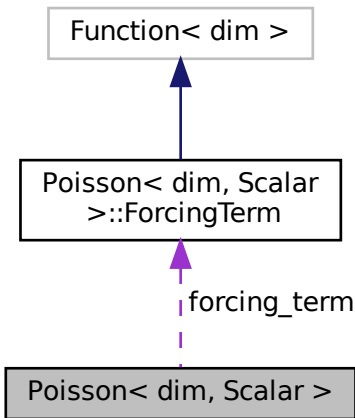 Function< dim >
Poisson< dim, Scalar
>::ForcingTerm
forcing_term
Poisson< dim, Scalar >